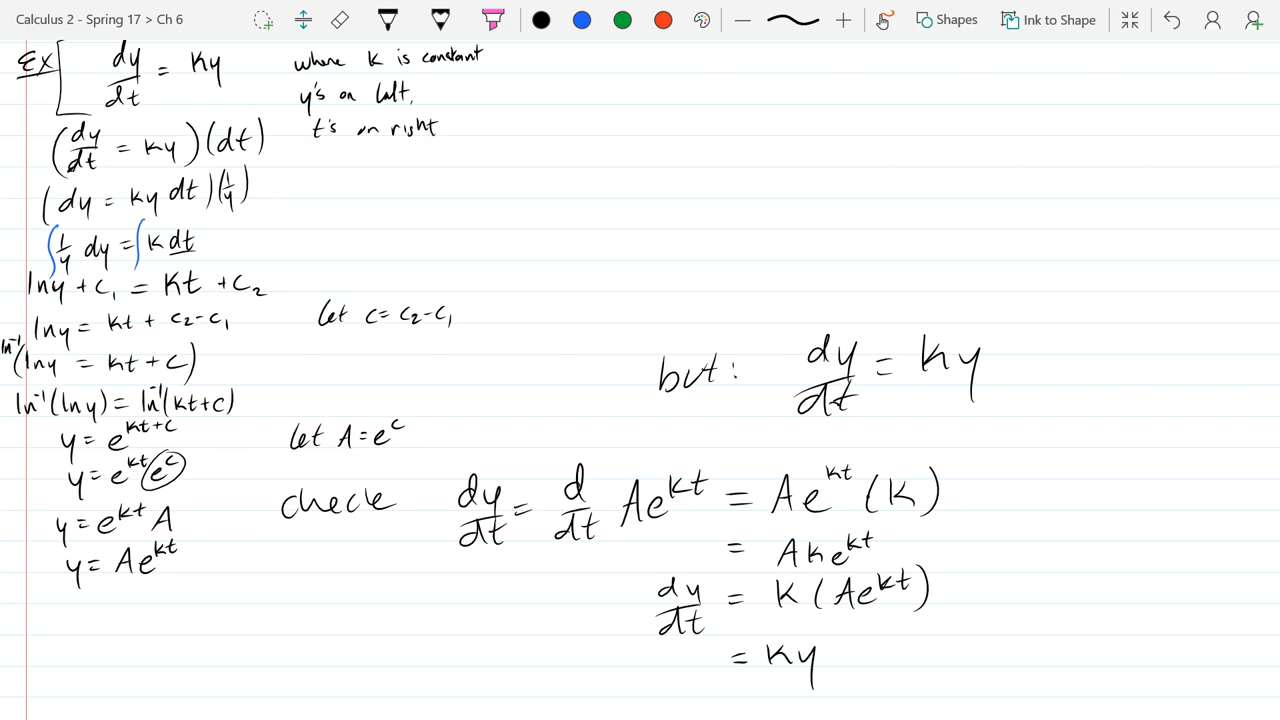 Calculus 2 - Spring 17 > Ch 6
Shapes
Ink to Shape
Ex dy/dt = ky where k is constant
y's on left,
t's on right
(dy/dt = ky)(dt)
(dy = ky dt)(1/y)
∫ 1/y dy = ∫ k dt
lny + c₁ = kt + c₂
lny = kt + c₂-c₁ let c = c₂-c₁
ln⁻¹(lny = kt + c)
ln⁻¹(lny) = ln⁻¹(kt+c)
y = e^(kt+c) let A = e^c
y = e^(kt) e^c
y = e^(kt) A
y = Ae^(kt)
but: dy/dt = ky
check dy/dt = d/dt Ae^(kt) = Ae^(kt) (k)
= Ake^(kt)
dy/dt = k(Ae^(kt))
= ky